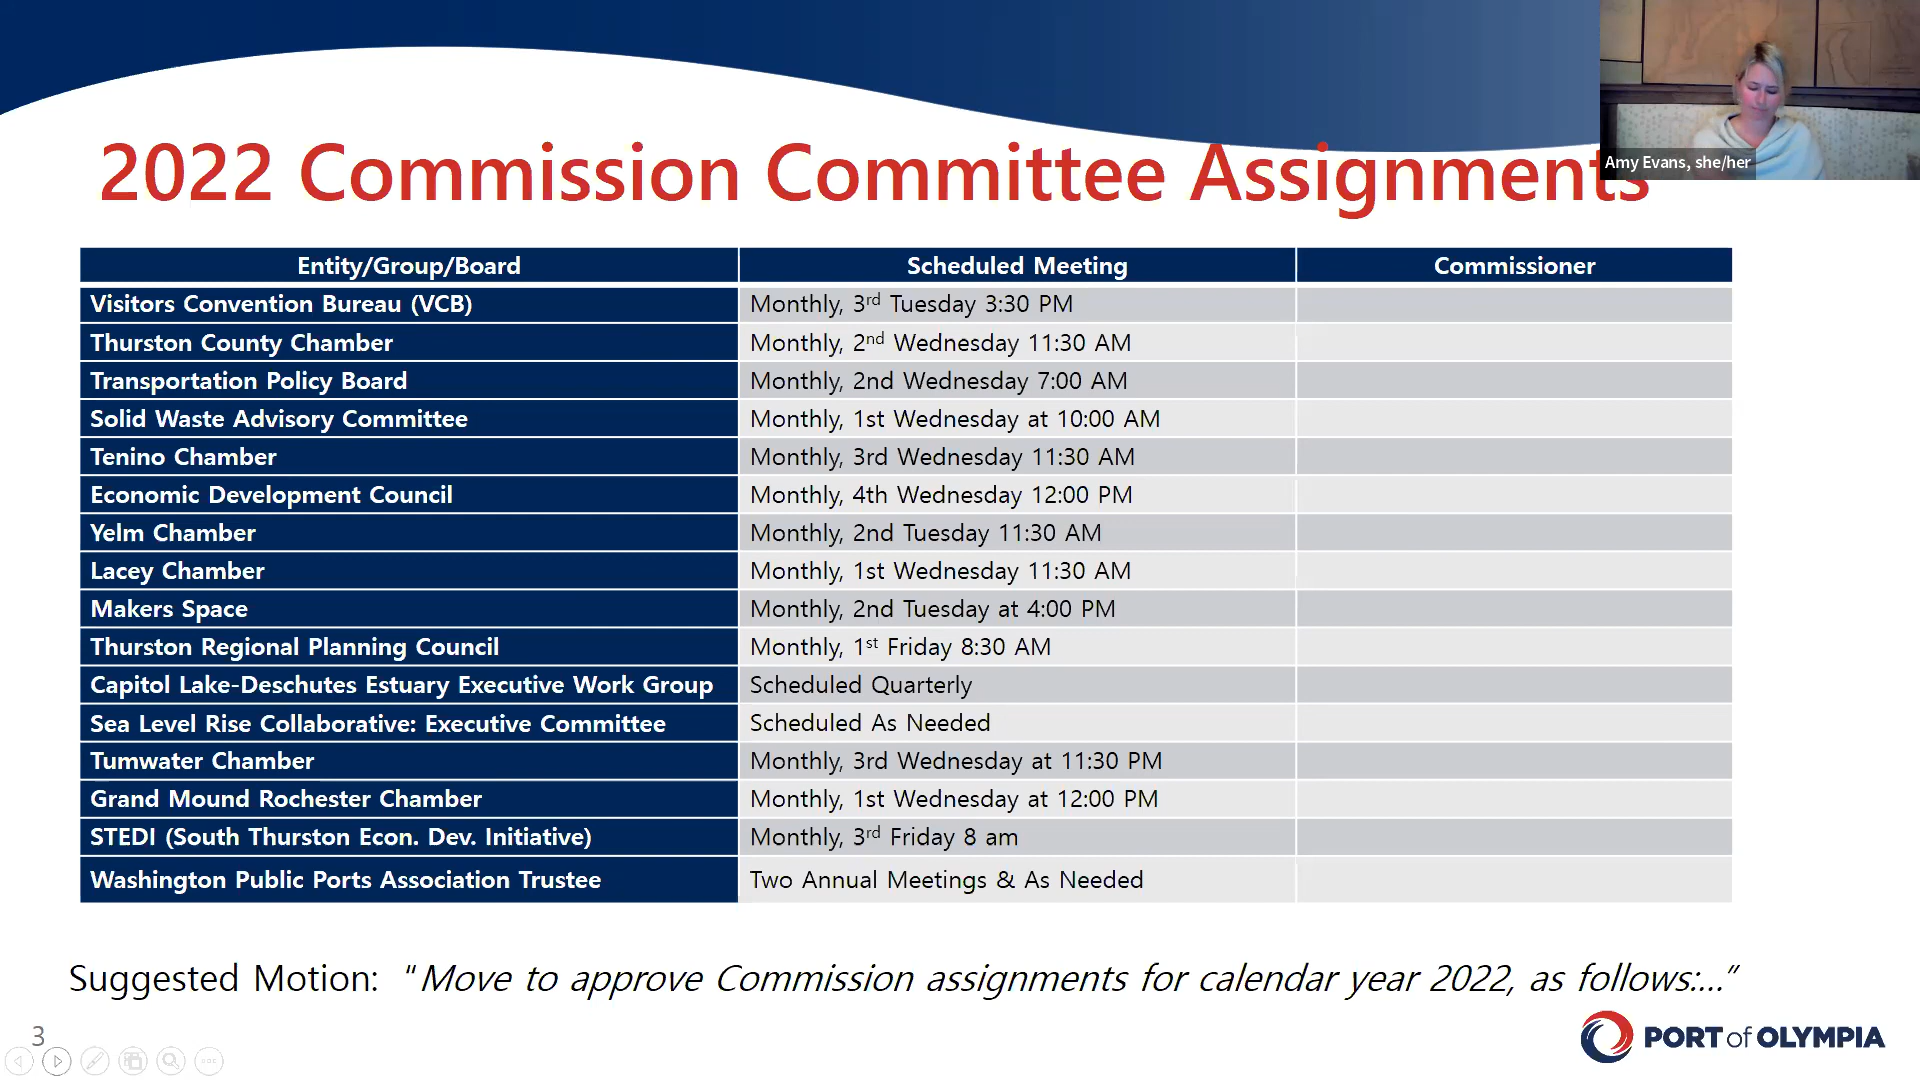 Amy Evans, she/her
2022 Commission Committee Assignments
Entity/Group/Board Scheduled Meeting Commissioner
Visitors Convention Bureau (VCB) Monthly, 3rd Tuesday 3:30 PM
Thurston County Chamber Monthly, 2nd Wednesday 11:30 AM
Transportation Policy Board Monthly, 2nd Wednesday 7:00 AM
Solid Waste Advisory Committee Monthly, 1st Wednesday at 10:00 AM
Tenino Chamber Monthly, 3rd Wednesday 11:30 AM
Economic Development Council Monthly, 4th Wednesday 12:00 PM
Yelm Chamber Monthly, 2nd Tuesday 11:30 AM
Lacey Chamber Monthly, 1st Wednesday 11:30 AM
Makers Space Monthly, 2nd Tuesday at 4:00 PM
Thurston Regional Planning Council Monthly, 1st Friday 8:30 AM
Capitol Lake-Deschutes Estuary Executive Work Group Scheduled Quarterly
Sea Level Rise Collaborative: Executive Committee Scheduled As Needed
Tumwater Chamber Monthly, 3rd Wednesday at 11:30 PM
Grand Mound Rochester Chamber Monthly, 1st Wednesday at 12:00 PM
STEDI (South Thurston Econ. Dev. Initiative) Monthly, 3rd Friday 8 am
Washington Public Ports Association Trustee Two Annual Meetings & As Needed
Suggested Motion: "Move to approve Commission assignments for calendar year 2022, as follows:..."
3
PORT of OLYMPIA